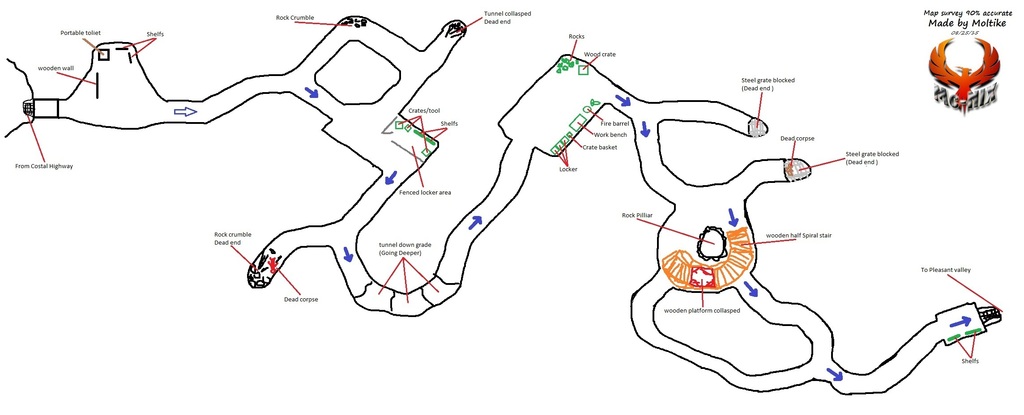 Map survey 90% accurate
Made by Moltike
Rock Crumble
Tunnel collasped
Dead end
Portable toliet
Shelfs
Rocks
Wood crate
wooden wall
Steel grate blocked
(Dead end )
Crates/tool
Shelfs
Fire barrel
Work bench
Crate basket
Dead corpse
Steel grate blocked
(Dead end )
From Costal Highway
Locker
Fenced locker area
Rock Pilliar
Rock crumble
Dead end
wooden half Spiral stair
tunnel down grade
(Going Deeper)
To Pleasant valley
Dead corpse
wooden platform collasped
Shelfs